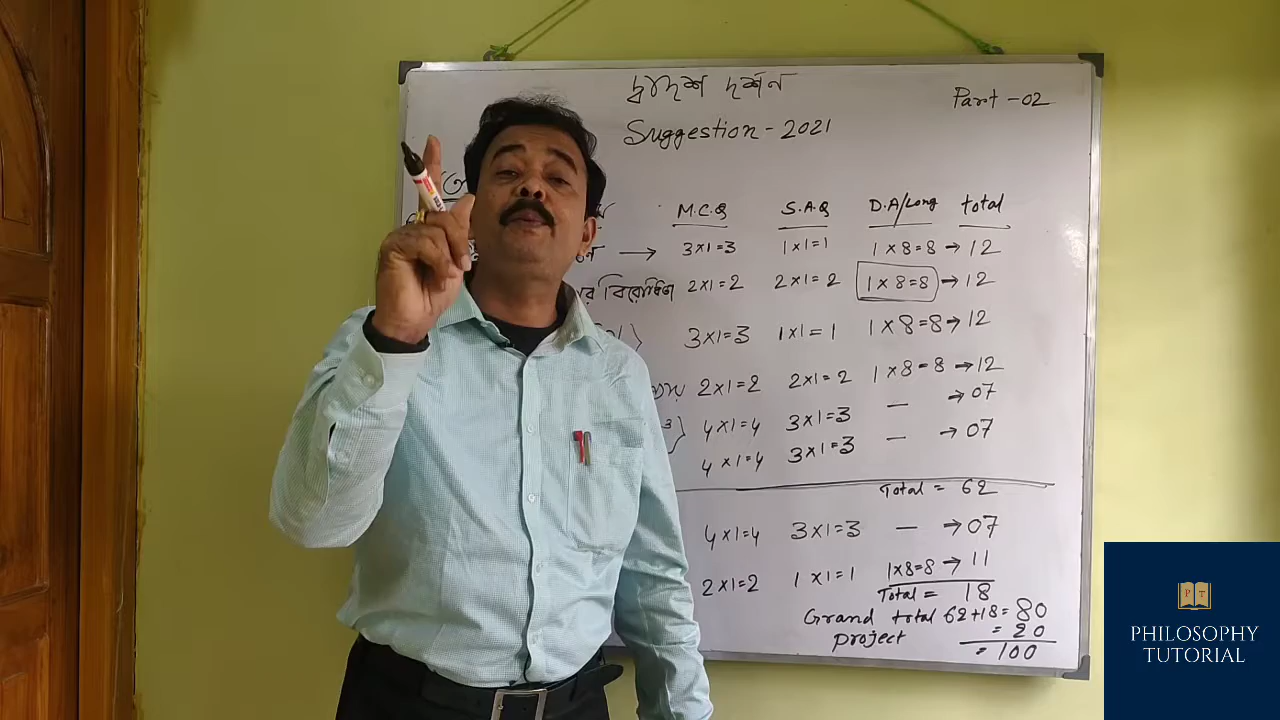 দ্বাদশ দর্শন
Part - 02
Suggestion - 2021
M.C.Q S.A.Q D.A/Long total
→ 3×1=3 1×1=1 1×8=8 → 12
বিরোধিতা 2×1=2 2×1=2 1×8=8 → 12
} 3×1=3 1×1=1 1×8=8 → 12
2×1=2 2×1=2 1×8=8 → 12
} 4×1=4 3×1=3 — → 07
4×1=4 3×1=3 — → 07
Total = 62
4×1=4 3×1=3 — → 07
2×1=2 1×1=1 1×8=8 → 11
Total = 18
Grand total 62+18= 80
project = 20
= 100
P T
PHILOSOPHY
TUTORIAL